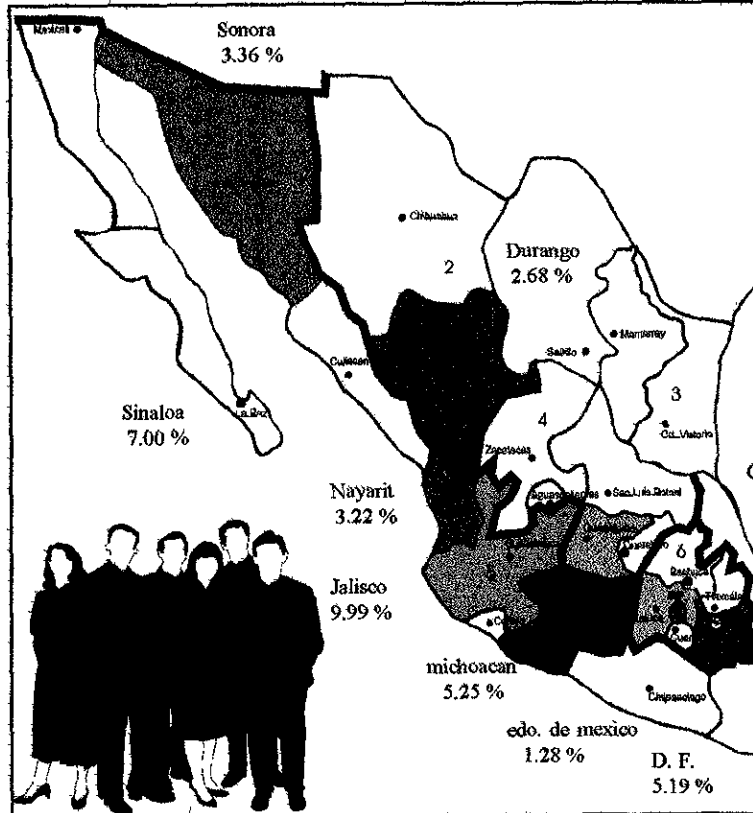 Mexicali
Sonora
3.36 %
Chihuahua
2
Durango
2.68 %
Monterrey
Saltillo
Culiacan
3
Sinaloa
7.00 %
La Paz
4
Cd. Victoria
Zacatecas
Nayarit
3.22 %
Aguascalientes
San Luis Potosi
6
Pachuca
Tlaxcala
Jalisco
9.99 %
michoacan
5.25 %
Chilpancingo
edo. de mexico
1.28 %
D. F.
5.19 %